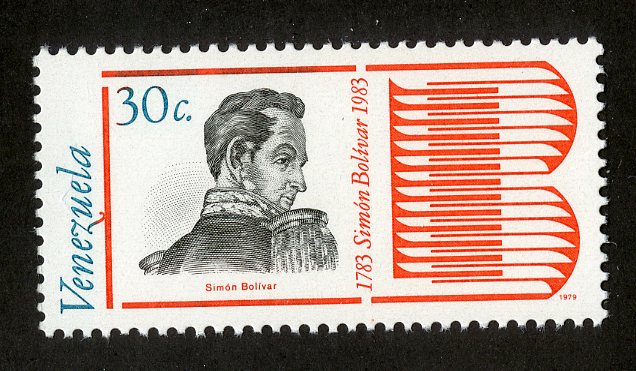 Venezuela
30c.
Simón Bolívar
1783 Simón Bolívar 1983
1979